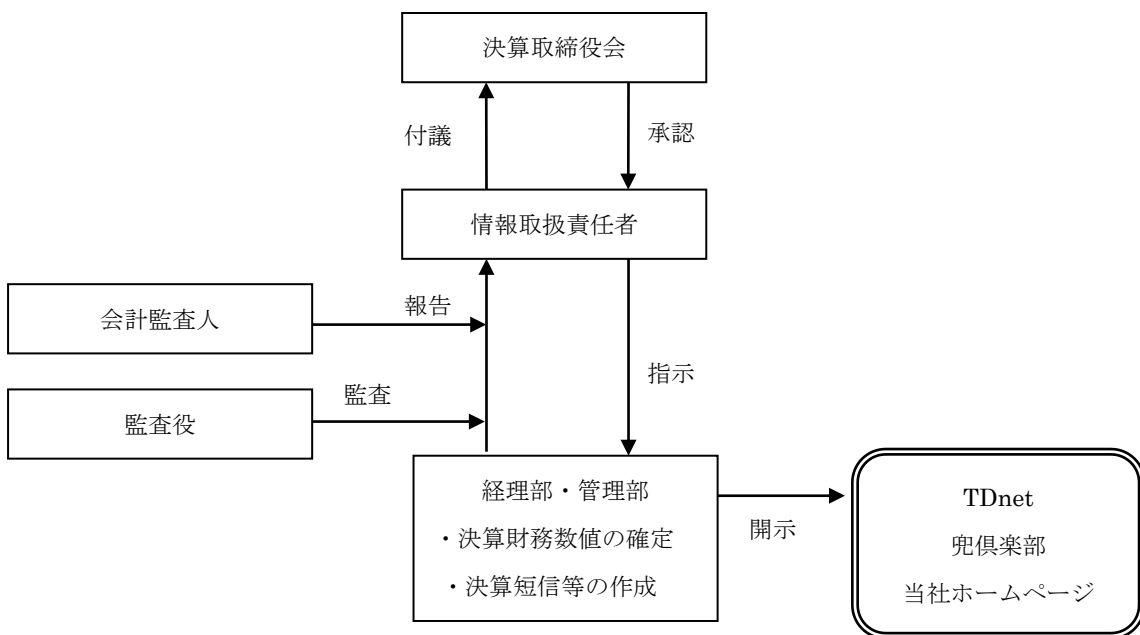 決算取締役会
付議
承認
情報取扱責任者
会計監査人
報告
監査役
監査
指示
経理部・管理部
・決算財務数値の確定
・決算短信等の作成
開示
TDnet
兜倶楽部
当社ホームページ